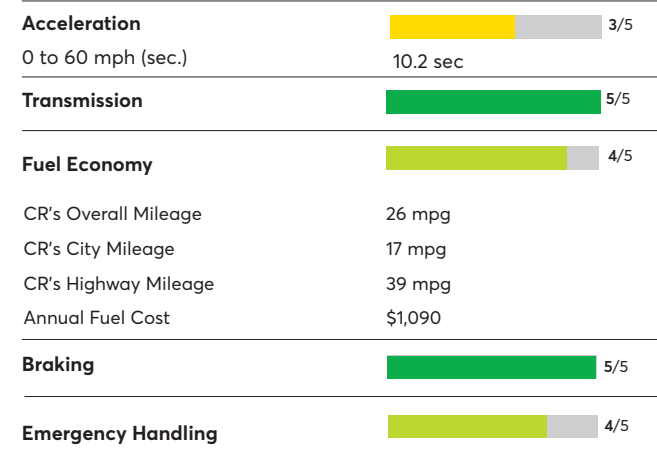 Acceleration 3/5
0 to 60 mph (sec.) 10.2 sec
Transmission 5/5
Fuel Economy 4/5
CR's Overall Mileage 26 mpg
CR's City Mileage 17 mpg
CR's Highway Mileage 39 mpg
Annual Fuel Cost $1,090
Braking 5/5
Emergency Handling 4/5